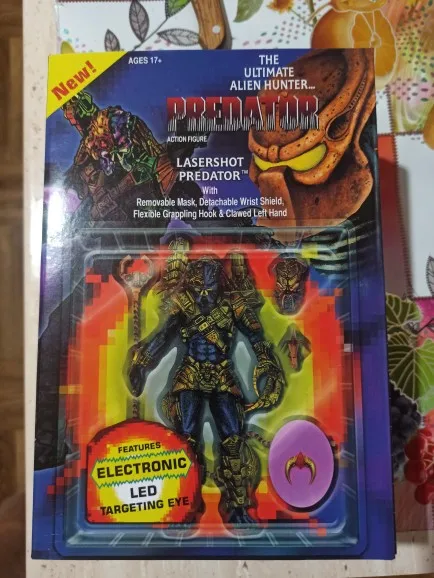 New!
AGES 17+
THE
ULTIMATE
ALIEN HUNTER...
PREDATOR
ACTION FIGURE
LASERSHOT
PREDATOR™
With
Removable Mask, Detachable Wrist Shield,
Flexible Grappling Hook & Clawed Left Hand
FEATURES
ELECTRONIC
LED
TARGETING EYE